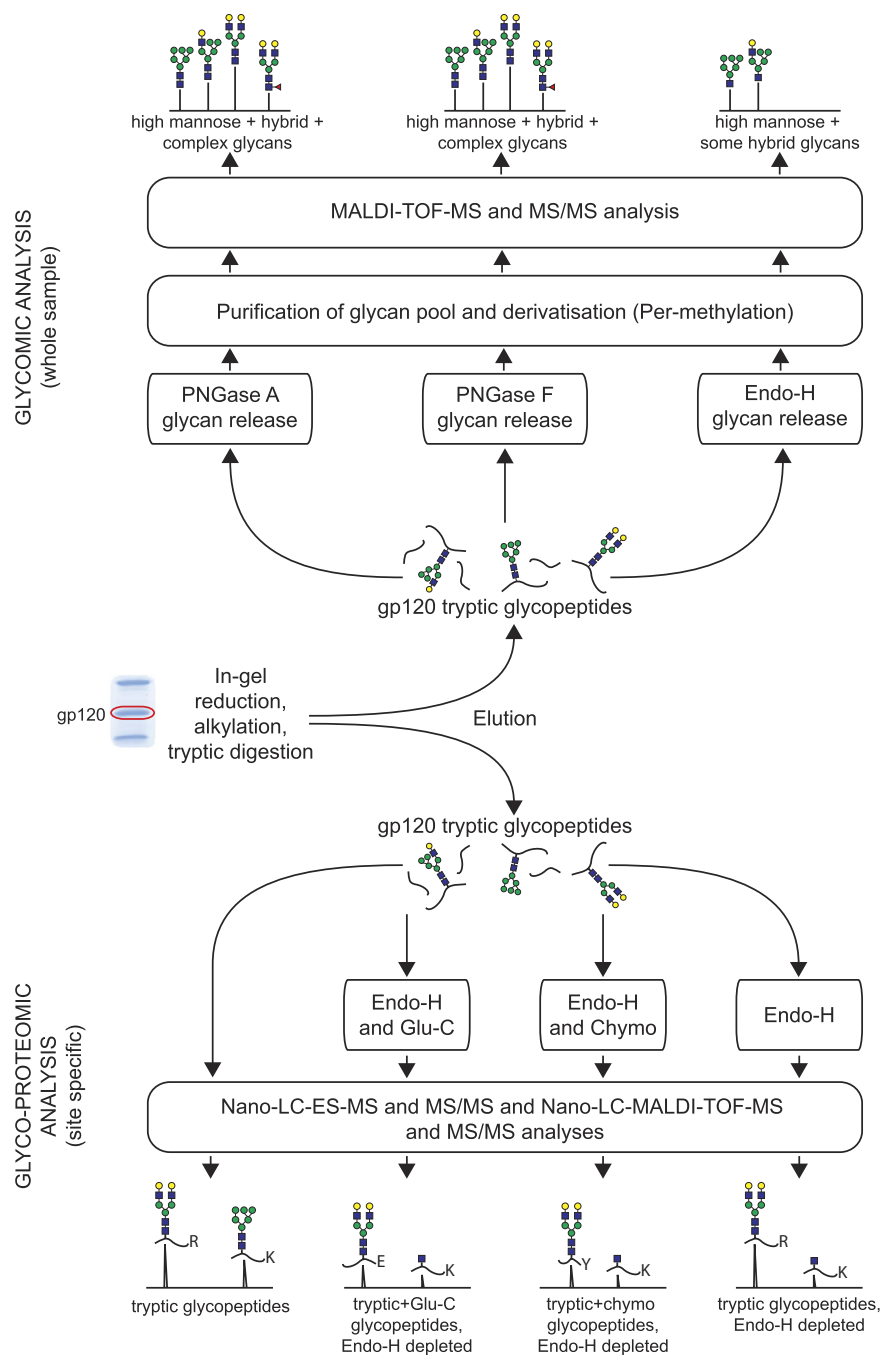 high mannose + hybrid +
complex glycans
high mannose + hybrid +
complex glycans
high mannose +
some hybrid glycans
MALDI-TOF-MS and MS/MS analysis
Purification of glycan pool and derivatisation (Per-methylation)
GLYCOMIC ANALYSIS
(whole sample)
PNGase A
glycan release
PNGase F
glycan release
Endo-H
glycan release
gp120 tryptic glycopeptides
gp120
In-gel
reduction,
alkylation,
tryptic digestion
Elution
gp120 tryptic glycopeptides
GLYCO-PROTEOMIC
ANALYSIS
(site specific)
Endo-H
and Glu-C
Endo-H
and Chymo
Endo-H
Nano-LC-ES-MS and MS/MS and Nano-LC-MALDI-TOF-MS
and MS/MS analyses
R
K
E
K
Y
K
R
K
tryptic glycopeptides
tryptic+Glu-C
glycopeptides,
Endo-H depleted
tryptic+chymo
glycopeptides,
Endo-H depleted
tryptic glycopeptides,
Endo-H depleted